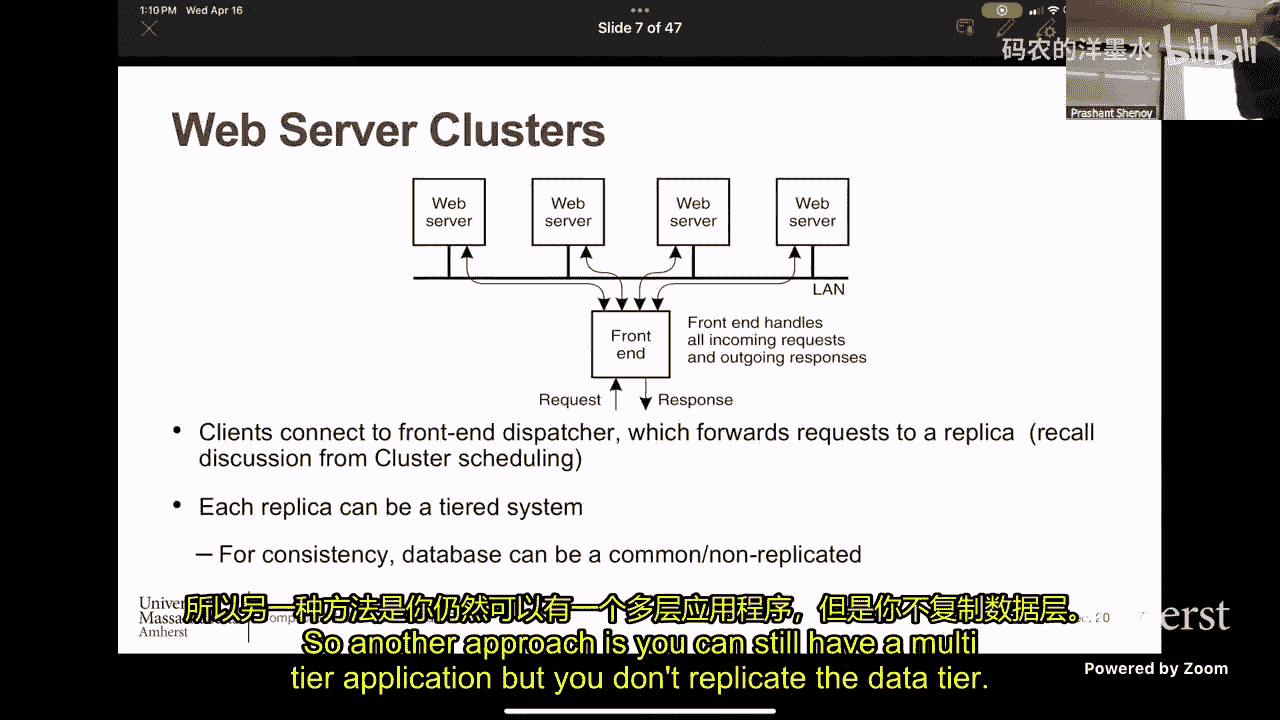 1:10 PM Wed Apr 16
Slide 7 of 47
码农的洋墨水 bilibili
Prashant Shenoy
Web Server Clusters
Web server
Web server
Web server
Web server
LAN
Front end
Front end handles
all incoming requests
and outgoing responses
Request
Response
• Clients connect to front-end dispatcher, which forwards requests to a replica (recall
discussion from Cluster scheduling)
• Each replica can be a tiered system
– For consistency, database can be a common/non-replicated
Amherst
所以另一种方法是你仍然可以有一个多层应用程序，但是你不复制数据层。
So another approach is you can still have a multi
tier application but you don't replicate the data tier.
Powered by Zoom